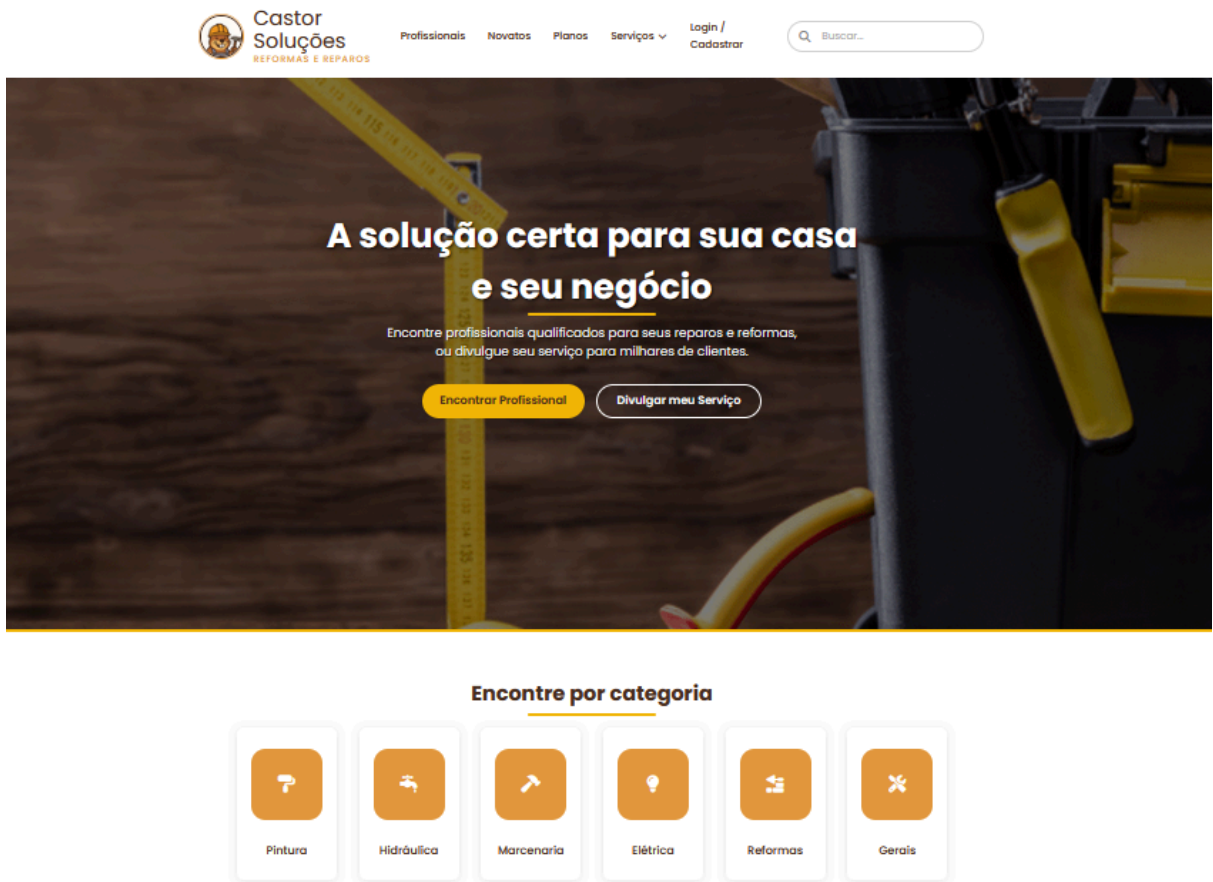 Castor
Soluções
REFORMAS E REPAROS
Profissionais
Novatos
Planos
Serviços
Login /
Cadastrar
Buscar...
A solução certa para sua casa
e seu negócio
Encontre profissionais qualificados para seus reparos e reformas,
ou divulgue seu serviço para milhares de clientes.
Encontrar Profissional
Divulgar meu Serviço
Encontre por categoria
Pintura
Hidráulica
Marcenaria
Elétrica
Reformas
Gerais